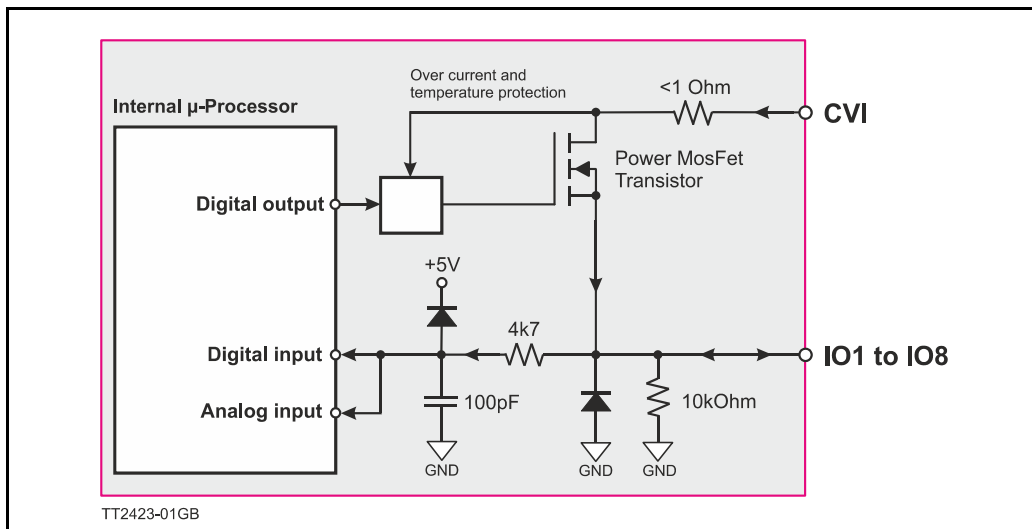 Over current and
temperature protection
<1 Ohm
CVI
Internal µ-Processor
Power MosFet
Transistor
Digital output
+5V
4k7
Digital input
IO1 to IO8
Analog input
100pF
10kOhm
GND
GND
GND
TT2423-01GB